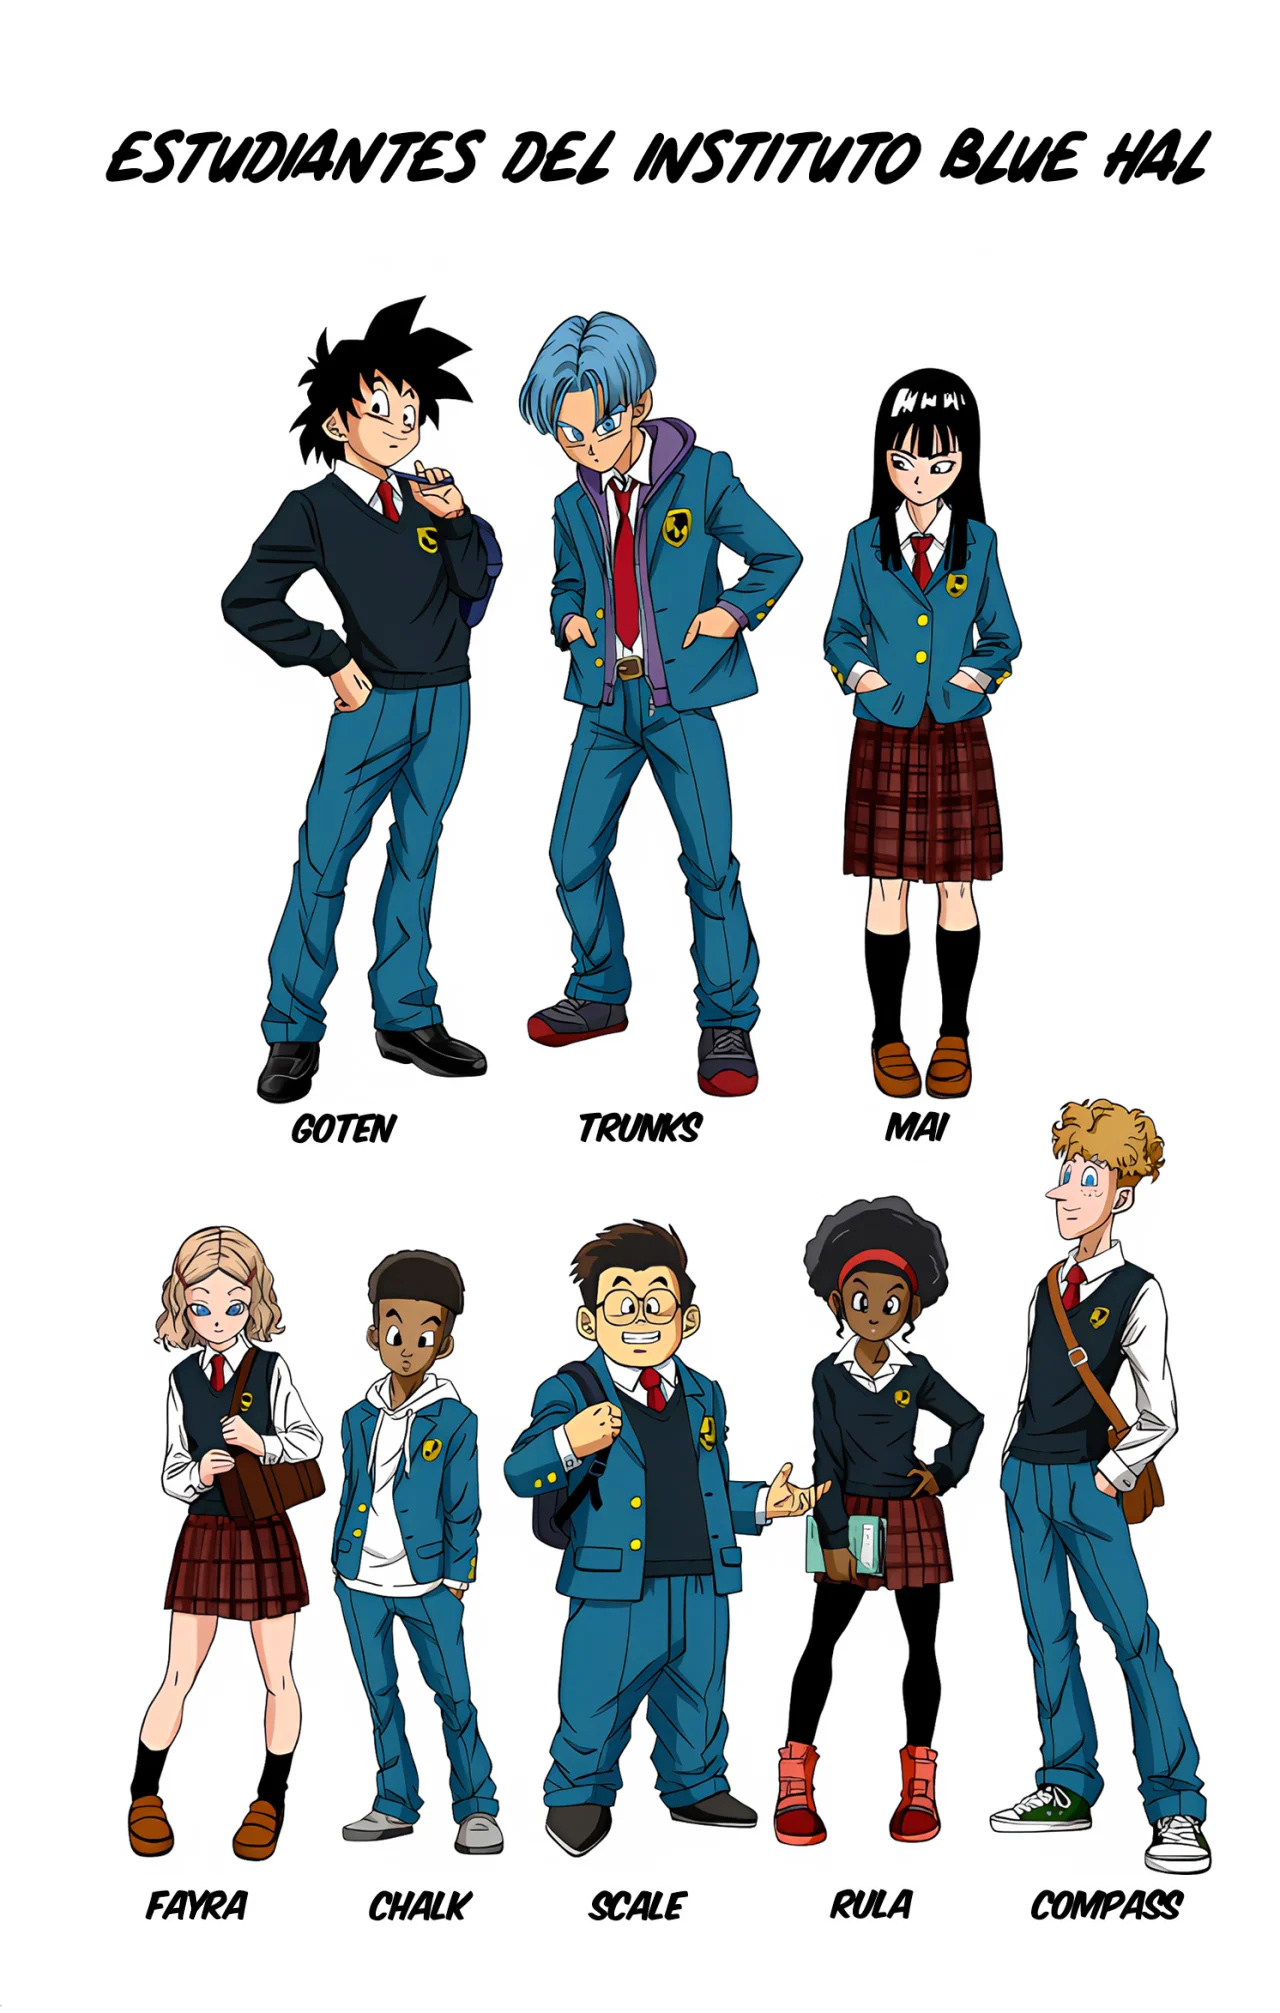 ESTUDIANTES DEL INSTITUTO BLUE HAL
GOTEN
TRUNKS
MAI
FAYRA
CHALK
SCALE
RULA
COMPASS